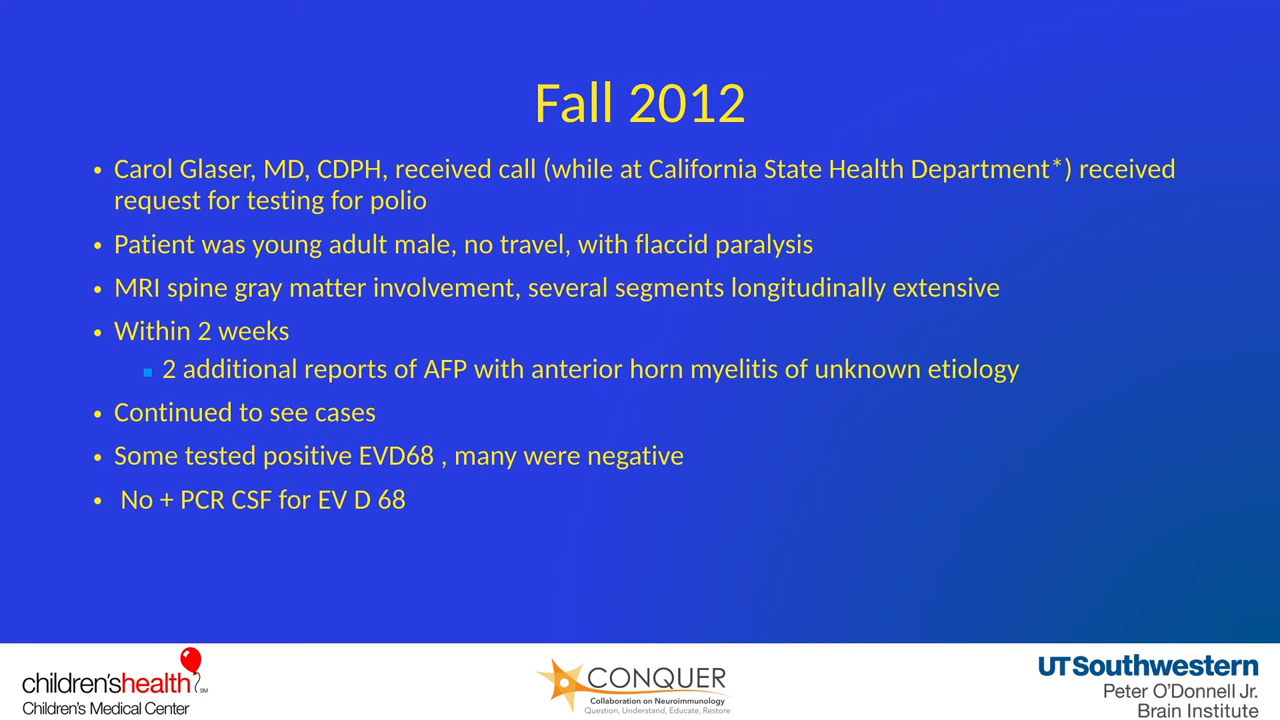 Fall 2012
• Carol Glaser, MD, CDPH, received call (while at California State Health Department*) received
request for testing for polio
• Patient was young adult male, no travel, with flaccid paralysis
• MRI spine gray matter involvement, several segments longitudinally extensive
• Within 2 weeks
▪ 2 additional reports of AFP with anterior horn myelitis of unknown etiology
• Continued to see cases
• Some tested positive EVD68 , many were negative
• No + PCR CSF for EV D 68
children'shealth SM
Children's Medical Center
CONQUER
Collaboration on Neuroimmunology
Question, Understand, Educate, Restore
UTSouthwestern
Peter O'Donnell Jr.
Brain Institute